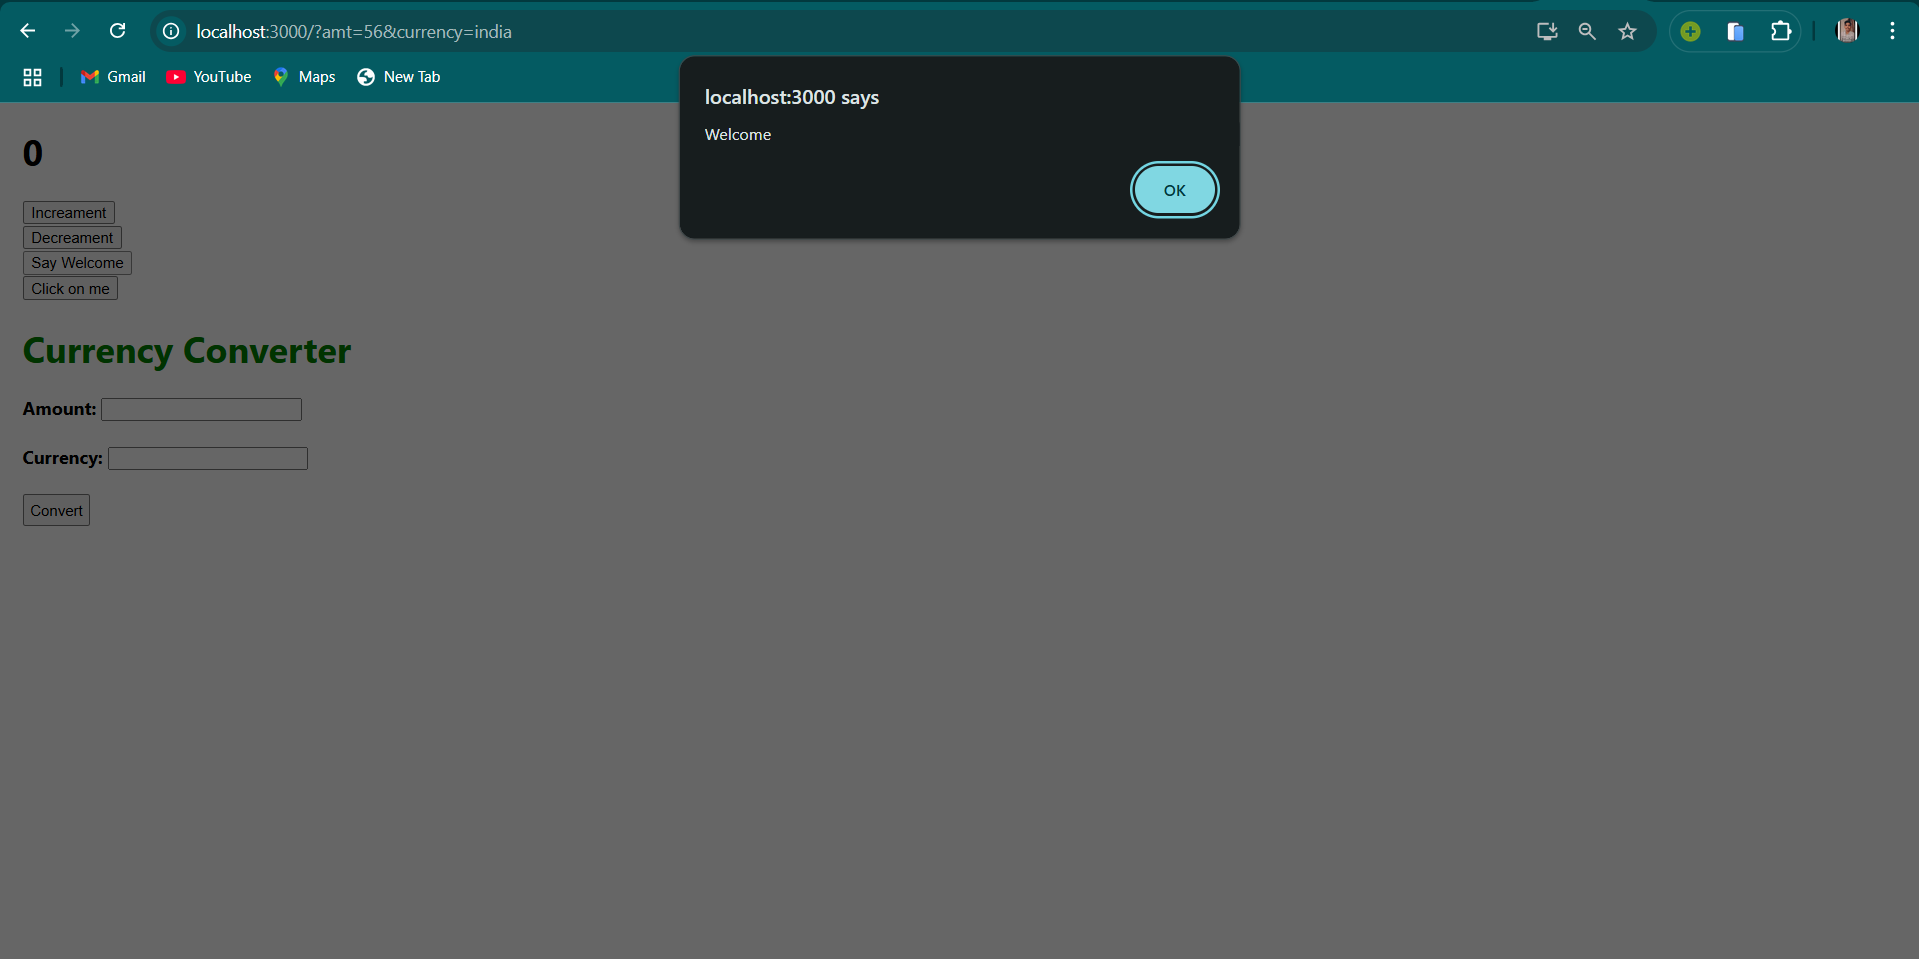 localhost:3000/?amt=56&currency=india
Gmail YouTube Maps New Tab
localhost:3000 says
Welcome
OK
0
Increament
Decreament
Say Welcome
Click on me
Currency Converter
Amount:
Currency:
Convert